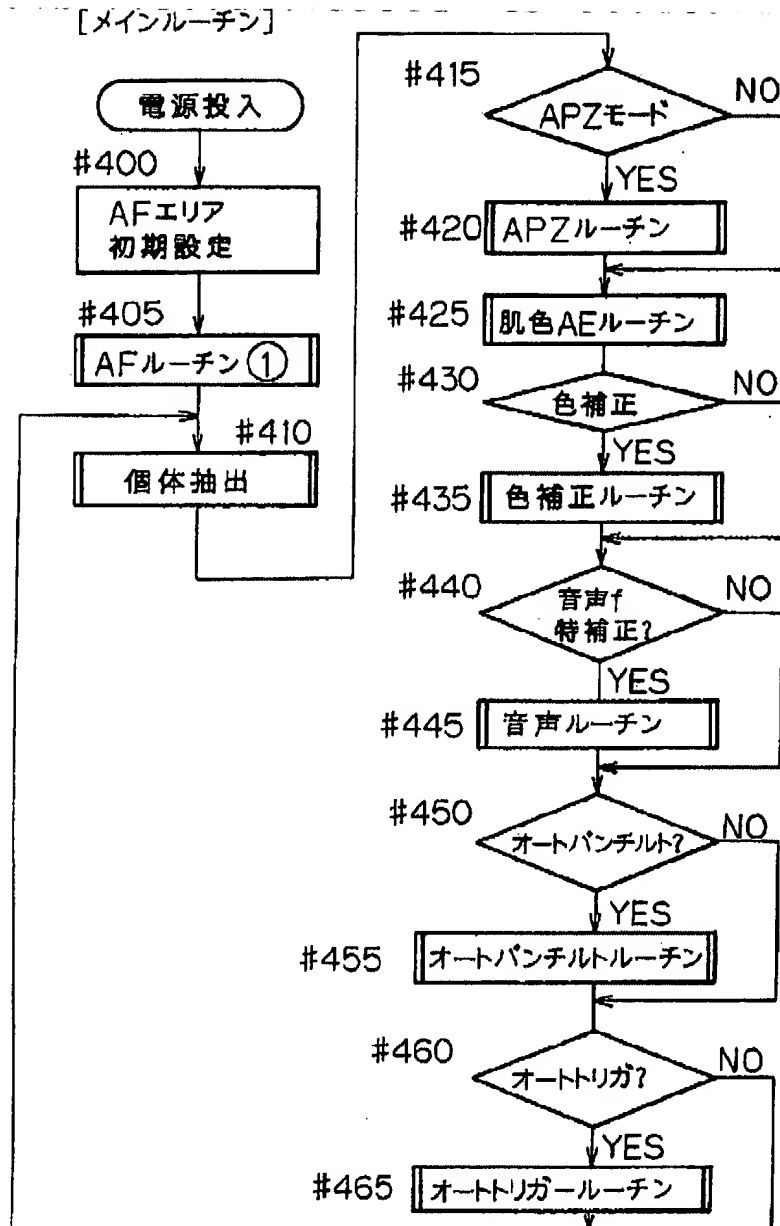 [メインルーチン]
電源投入
#400
AFエリア
初期設定
#405
AFルーチン①
#410
個体抽出
#415
APZモード
NO
YES
#420
APZルーチン
#425
肌色AEルーチン
#430
色補正
NO
YES
#435
色補正ルーチン
#440
音声f
特補正?
NO
YES
#445
音声ルーチン
#450
オートパンチルト?
NO
YES
#455
オートパンチルトルーチン
#460
オートトリガ?
NO
YES
#465
オートトリガールーチン